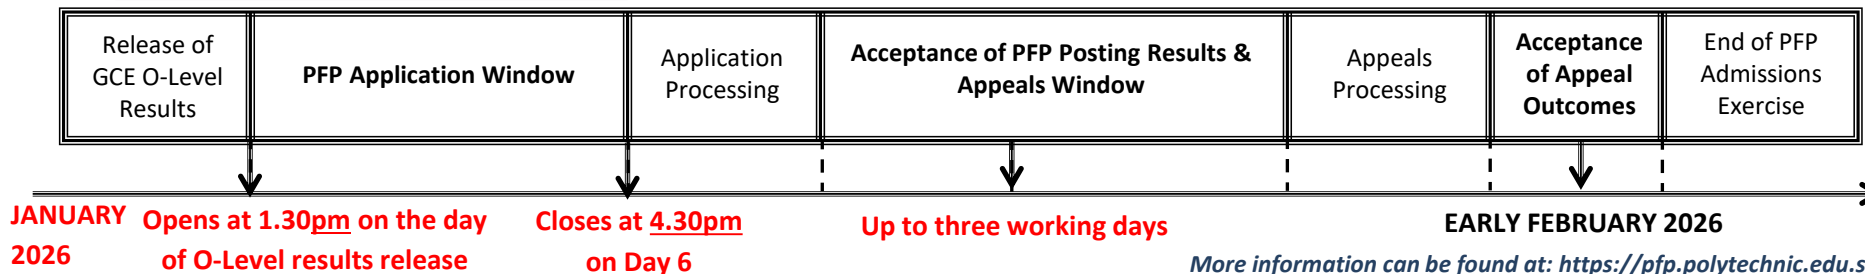 Release of
GCE O-Level
Results
PFP Application Window
Application
Processing
Acceptance of PFP Posting Results &
Appeals Window
Appeals
Processing
Acceptance
of Appeal
Outcomes
End of PFP
Admissions
Exercise
JANUARY
2026
Opens at 1.30pm on the day
of O-Level results release
Closes at 4.30pm
on Day 6
Up to three working days
EARLY FEBRUARY 2026
More information can be found at: https://pfp.polytechnic.edu.s